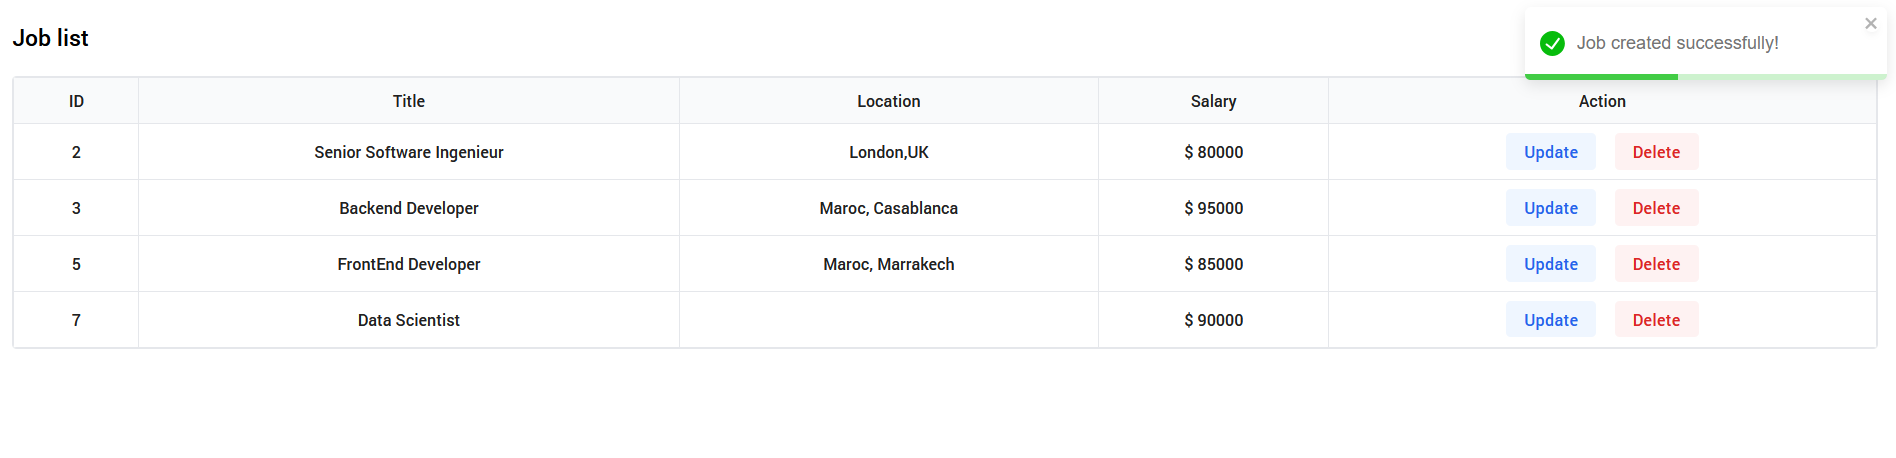 Job list
Job created successfully!
ID Title Location Salary Action
2 Senior Software Ingenieur London,UK $ 80000 Update Delete
3 Backend Developer Maroc, Casablanca $ 95000 Update Delete
5 FrontEnd Developer Maroc, Marrakech $ 85000 Update Delete
7 Data Scientist $ 90000 Update Delete